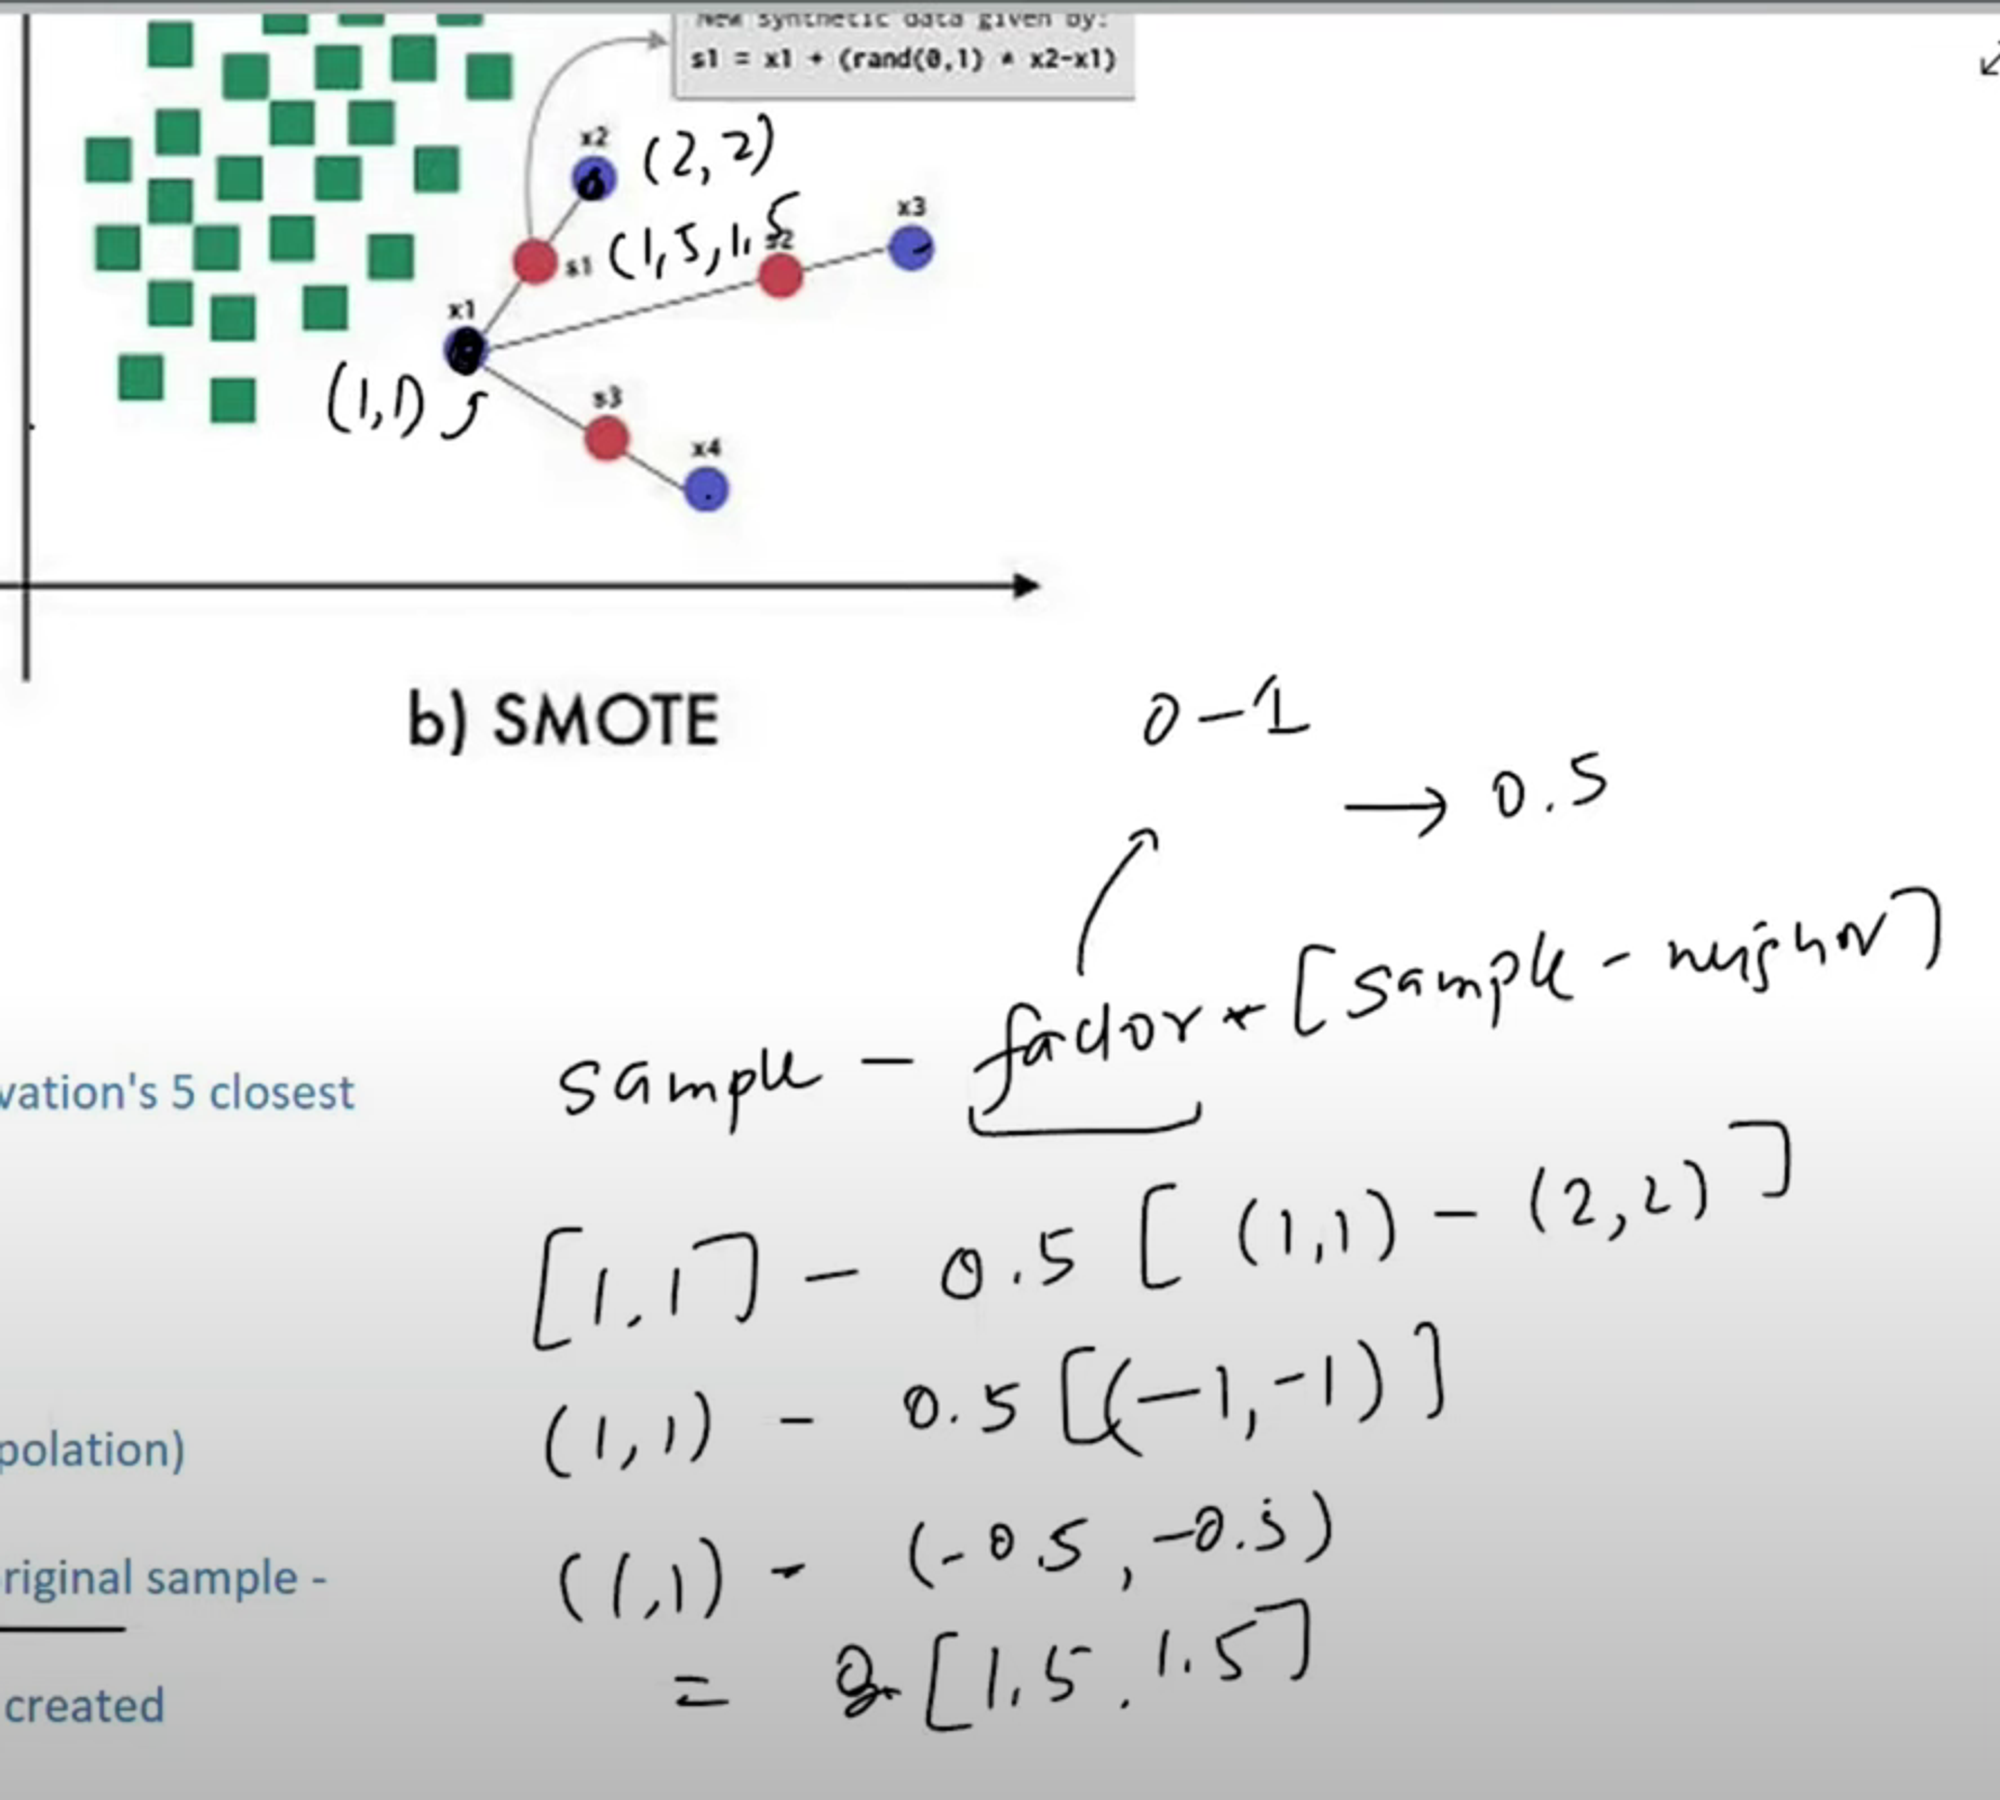 New synthetic data given by:
s1 = x1 + (rand(0,1) * x2-x1)
x2 (2,2)
x3
s1 (1,5,1,5
s2
x1
(1,1) 5
s3
x4
b) SMOTE
0-1
→ 0.5
sample - factor * [sample - neighor]
vation's 5 closest
[1,1] - 0.5 [ (1,1) - (2,2) ]
(1,1) - 0.5 [(-1,-1)]
polation)
(1,1) - (-0.5, -0.5)
riginal sample -
= [1.5, 1.5]
created